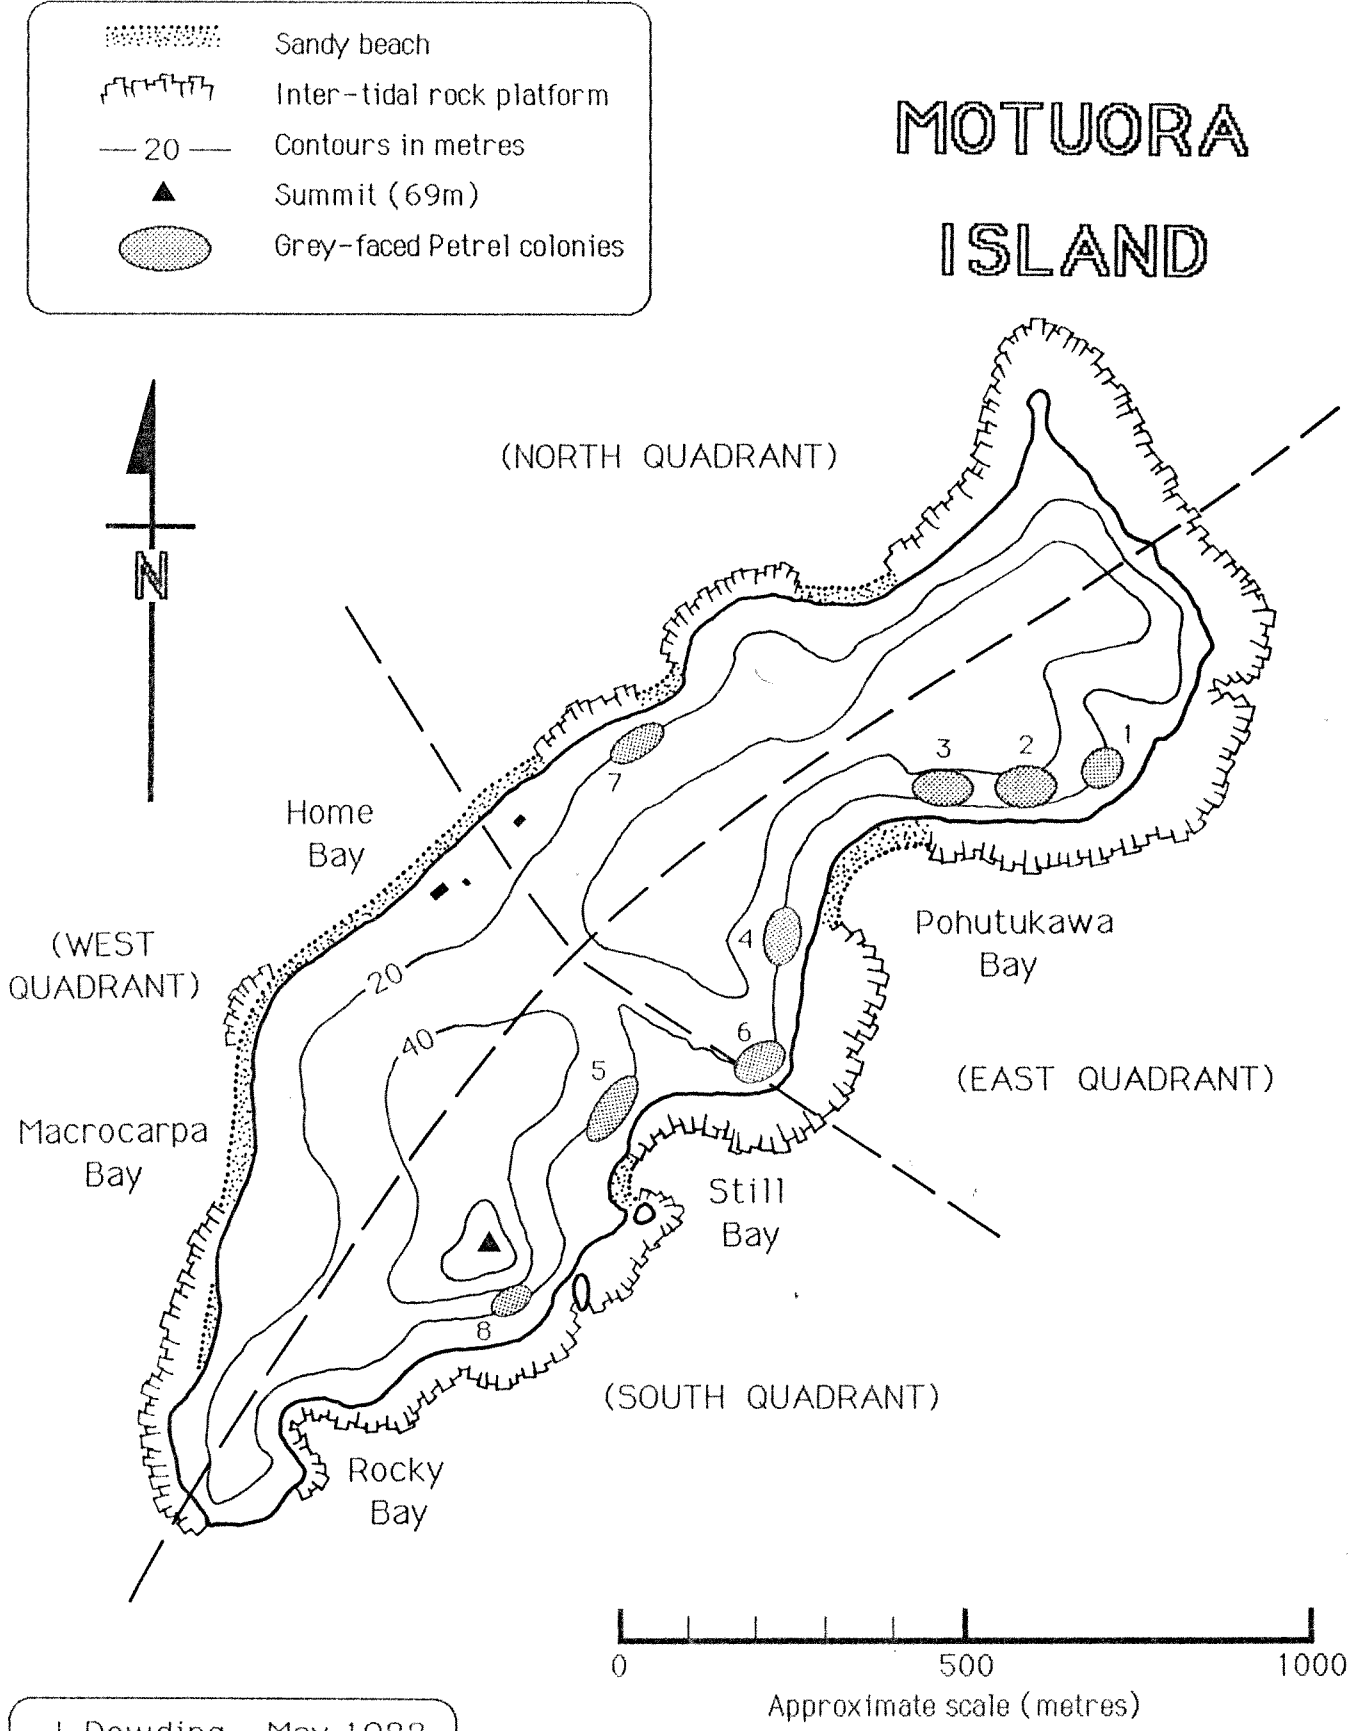 Sandy beach
Inter-tidal rock platform
20
Contours in metres
Summit (69m)
Grey-faced Petrel colonies
MOTUORA
ISLAND
N
(NORTH QUADRANT)
1
2
3
7
Home
Bay
4
Pohutukawa
Bay
(WEST
QUADRANT)
20
40
6
5
(EAST QUADRANT)
Macrocarpa
Bay
Still
Bay
8
(SOUTH QUADRANT)
Rocky
Bay
0
500
1000
Approximate scale (metres)
Dowding
May